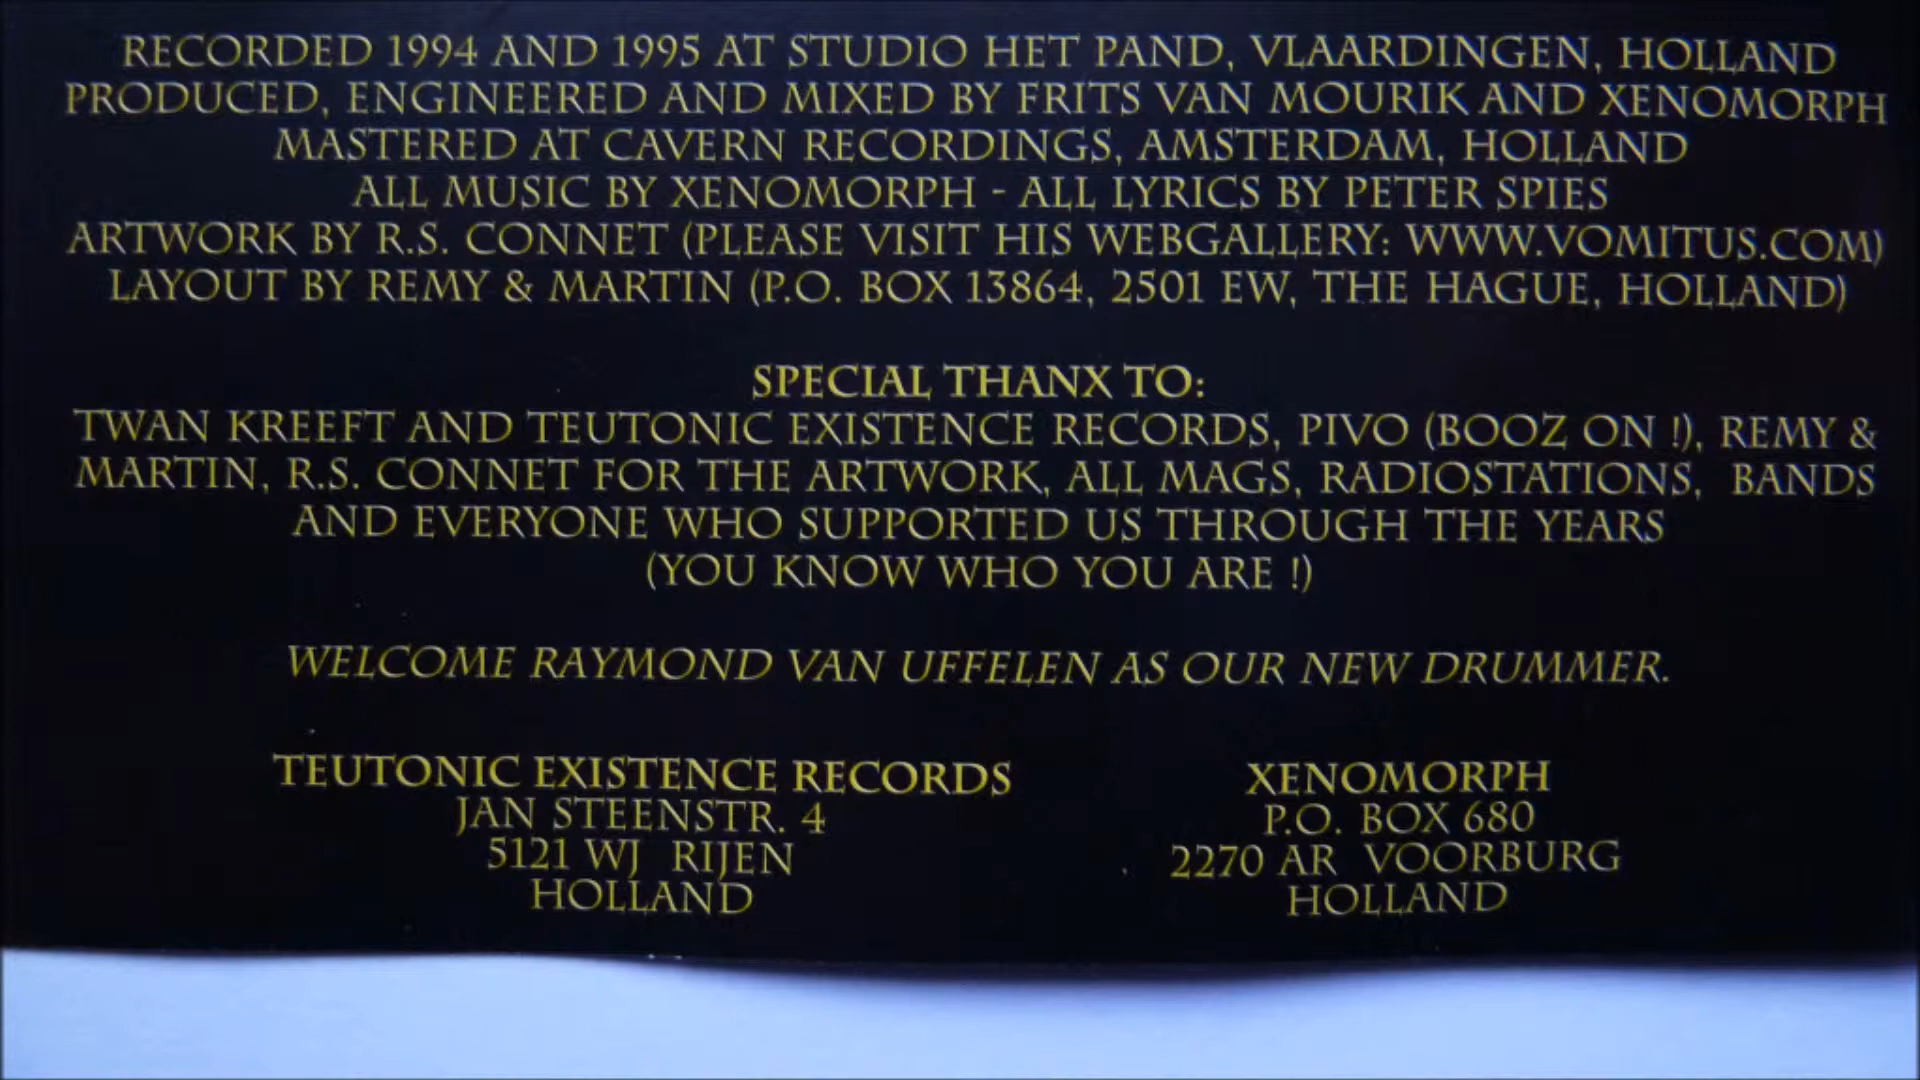 RECORDED 1994 AND 1995 AT STUDIO HET PAND, VLAARDINGEN, HOLLAND
PRODUCED, ENGINEERED AND MIXED BY FRITS VAN MOURIK AND XENOMORPH
MASTERED AT CAVERN RECORDINGS, AMSTERDAM, HOLLAND
ALL MUSIC BY XENOMORPH - ALL LYRICS BY PETER SPIES
ARTWORK BY R.S. CONNET (PLEASE VISIT HIS WEBGALLERY: WWW.VOMITUS.COM)
LAYOUT BY REMY & MARTIN (P.O. BOX 13864, 2501 EW, THE HAGUE, HOLLAND)
SPECIAL THANX TO:
TWAN KREEFT AND TEUTONIC EXISTENCE RECORDS, PIVO (BOOZ ON !), REMY &
MARTIN, R.S. CONNET FOR THE ARTWORK, ALL MAGS, RADIOSTATIONS, BANDS
AND EVERYONE WHO SUPPORTED US THROUGH THE YEARS
(YOU KNOW WHO YOU ARE !)
WELCOME RAYMOND VAN UFFELEN AS OUR NEW DRUMMER.
TEUTONIC EXISTENCE RECORDS
JAN STEENSTR. 4
5121 WJ RIJEN
HOLLAND
XENOMORPH
P.O. BOX 680
2270 AR VOORBURG
HOLLAND